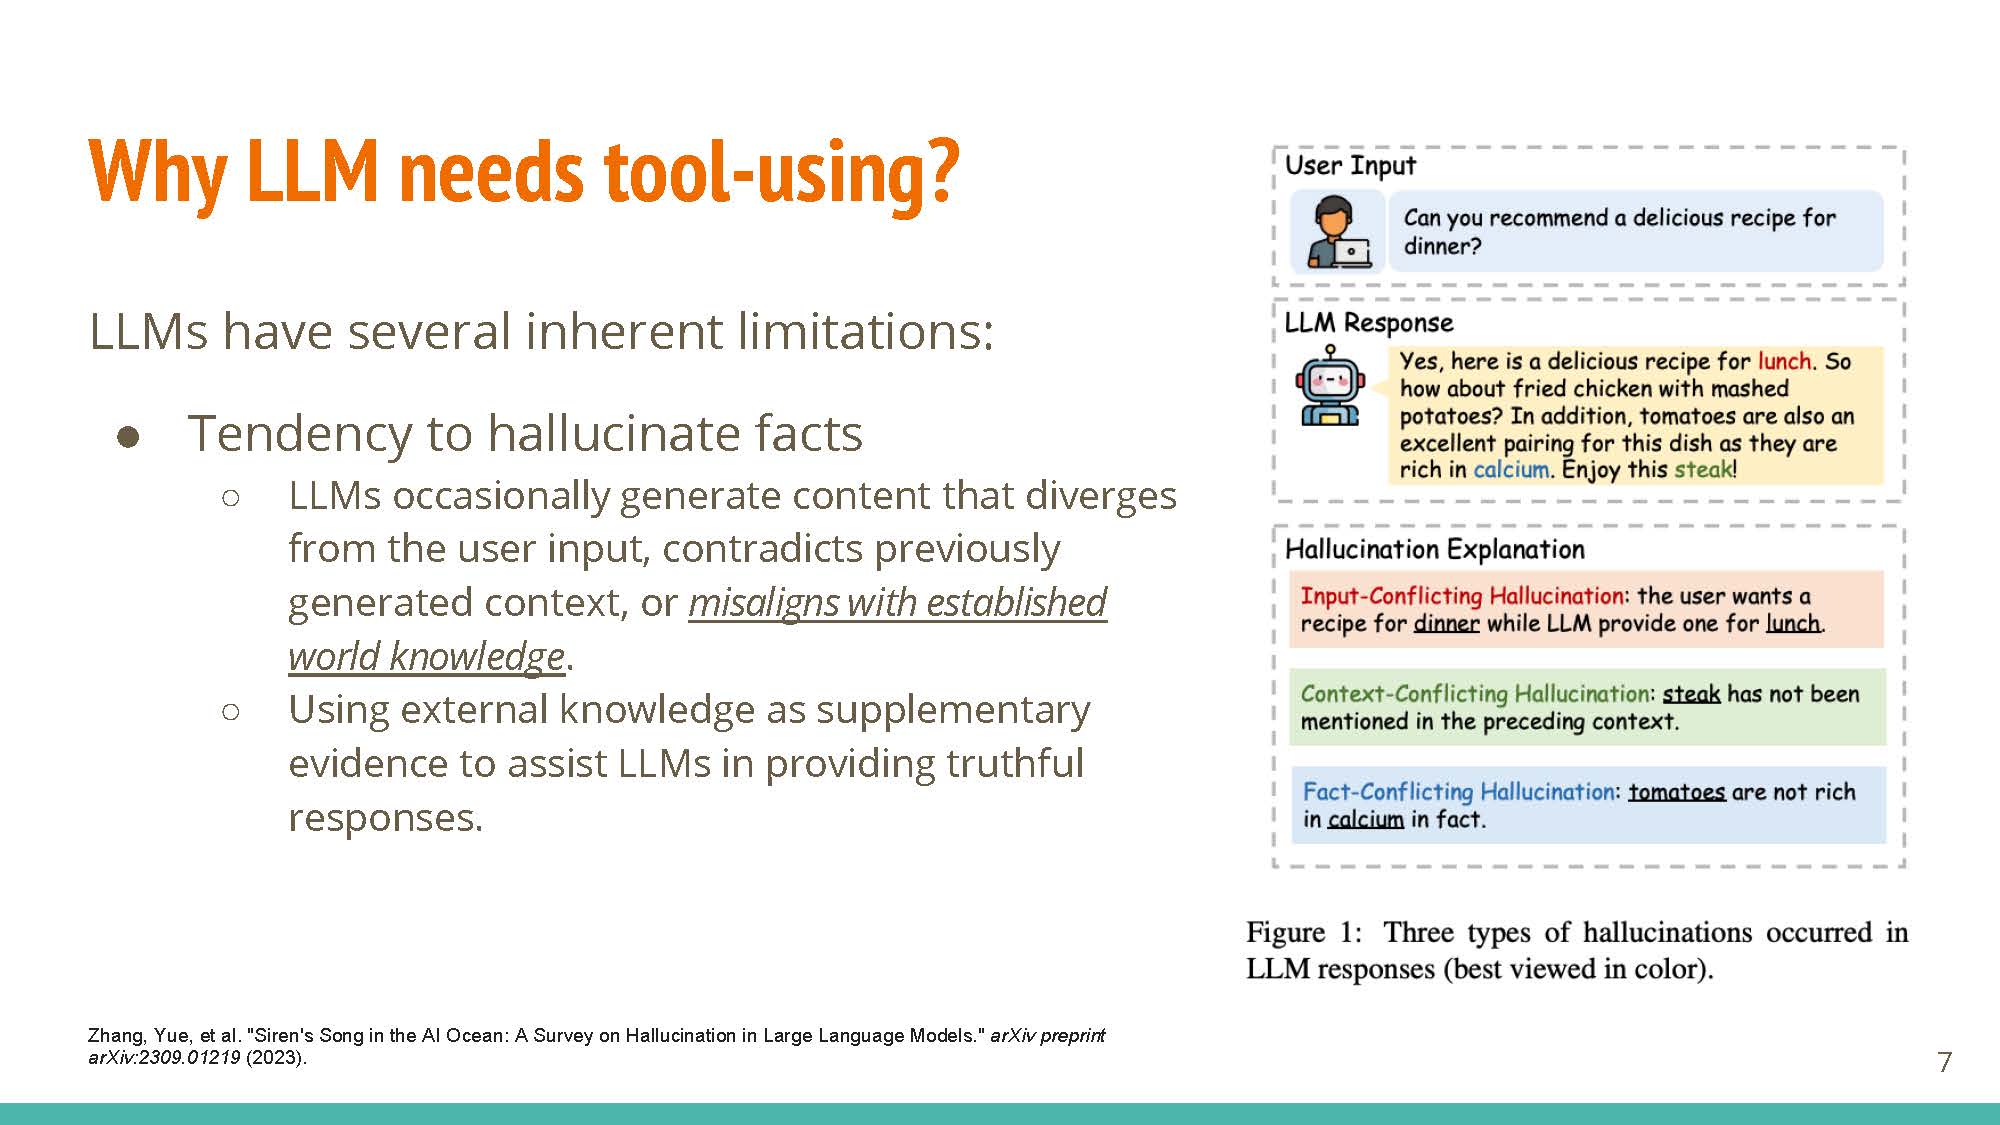 Why LLM needs tool-using?
LLMs have several inherent limitations:
● Tendency to hallucinate facts
○ LLMs occasionally generate content that diverges
from the user input, contradicts previously
generated context, or misaligns with established
world knowledge.
○ Using external knowledge as supplementary
evidence to assist LLMs in providing truthful
responses.
User Input
Can you recommend a delicious recipe for
dinner?
LLM Response
Yes, here is a delicious recipe for lunch. So
how about fried chicken with mashed
potatoes? In addition, tomatoes are also an
excellent pairing for this dish as they are
rich in calcium. Enjoy this steak!
Hallucination Explanation
Input-Conflicting Hallucination: the user wants a
recipe for dinner while LLM provide one for lunch.
Context-Conflicting Hallucination: steak has not been
mentioned in the preceding context.
Fact-Conflicting Hallucination: tomatoes are not rich
in calcium in fact.
Figure 1: Three types of hallucinations occurred in
LLM responses (best viewed in color).
Zhang, Yue, et al. "Siren's Song in the AI Ocean: A Survey on Hallucination in Large Language Models." arXiv preprint
arXiv:2309.01219 (2023).
7